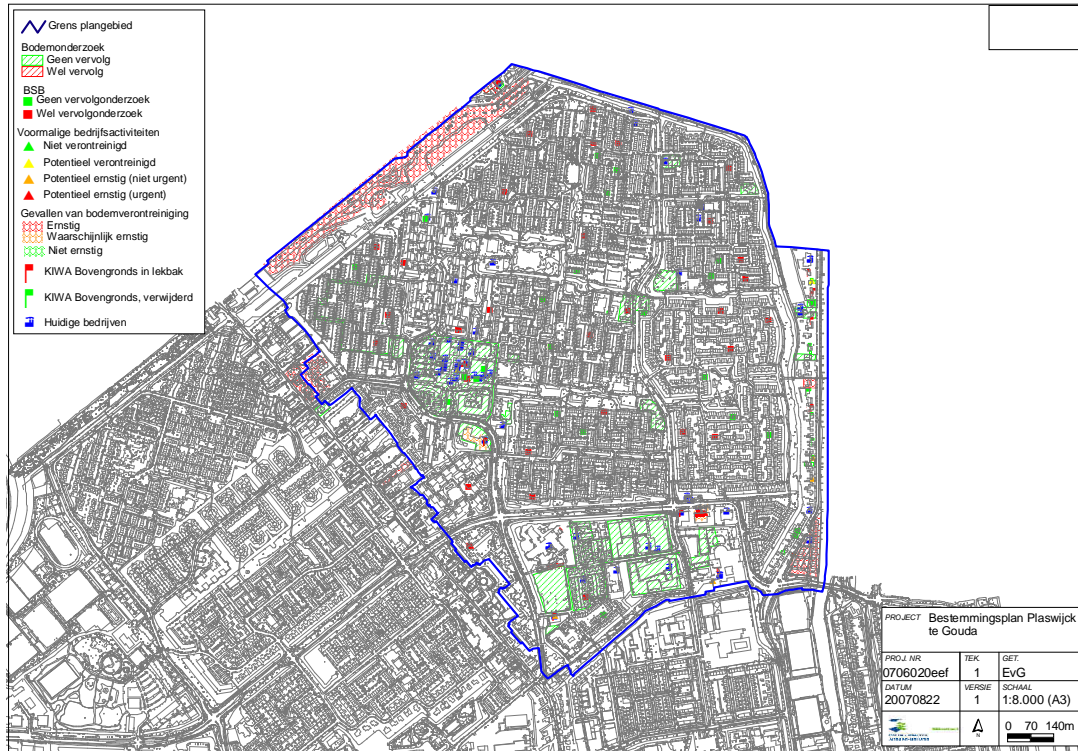 Grens plangebied
Bodemonderzoek
Geen vervolg
Wel vervolg
BSB
Geen vervolgonderzoek
Wel vervolgonderzoek
Voormalige bedrijfsactiviteiten
Niet verontreinigd
Potentieel verontreinigd
Potentieel ernstig (niet urgent)
Potentieel ernstig (urgent)
Gevallen van bodemverontreiniging
Ernstig
Waarschijnlijk ernstig
Niet ernstig
KIWA Bovengronds in lekbak
KIWA Bovengronds, verwijderd
Huidige bedrijven
PROJECT Bestemmingsplan Plaswijck
te Gouda
PROJ. NR. TEK. GET.
0706020eef 1 EvG
DATUM VERSIE SCHAAL
20070822 1 1:8.000 (A3)
N
0 70 140m